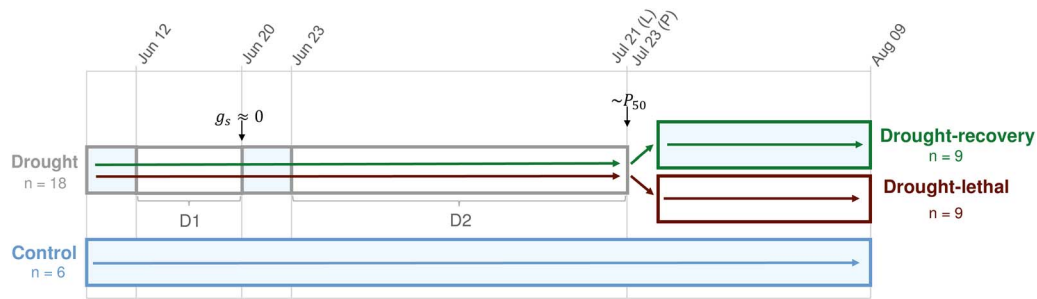 Jun 12
Jun 20
Jun 23
Jul 21 (L)
Jul 23 (P)
Aug 09
gₛ ≈ 0
~P₅₀
Drought
n = 18
Drought-recovery
n = 9
Drought-lethal
n = 9
D1
D2
Control
n = 6